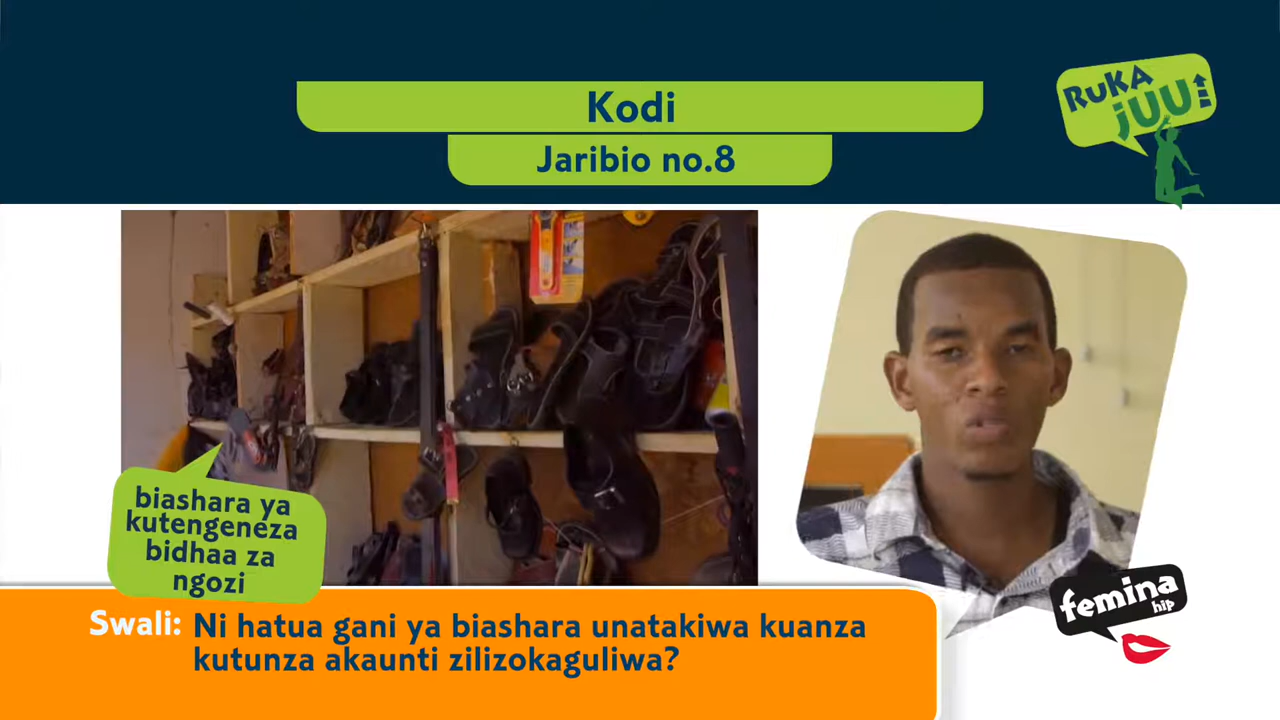 Kodi
Jaribio no.8
RUKA
jUU
biashara ya
kutengeneza
bidhaa za
ngozi
Swali: Ni hatua gani ya biashara unatakiwa kuanza
kutunza akaunti zilizokaguliwa?
femina
hip